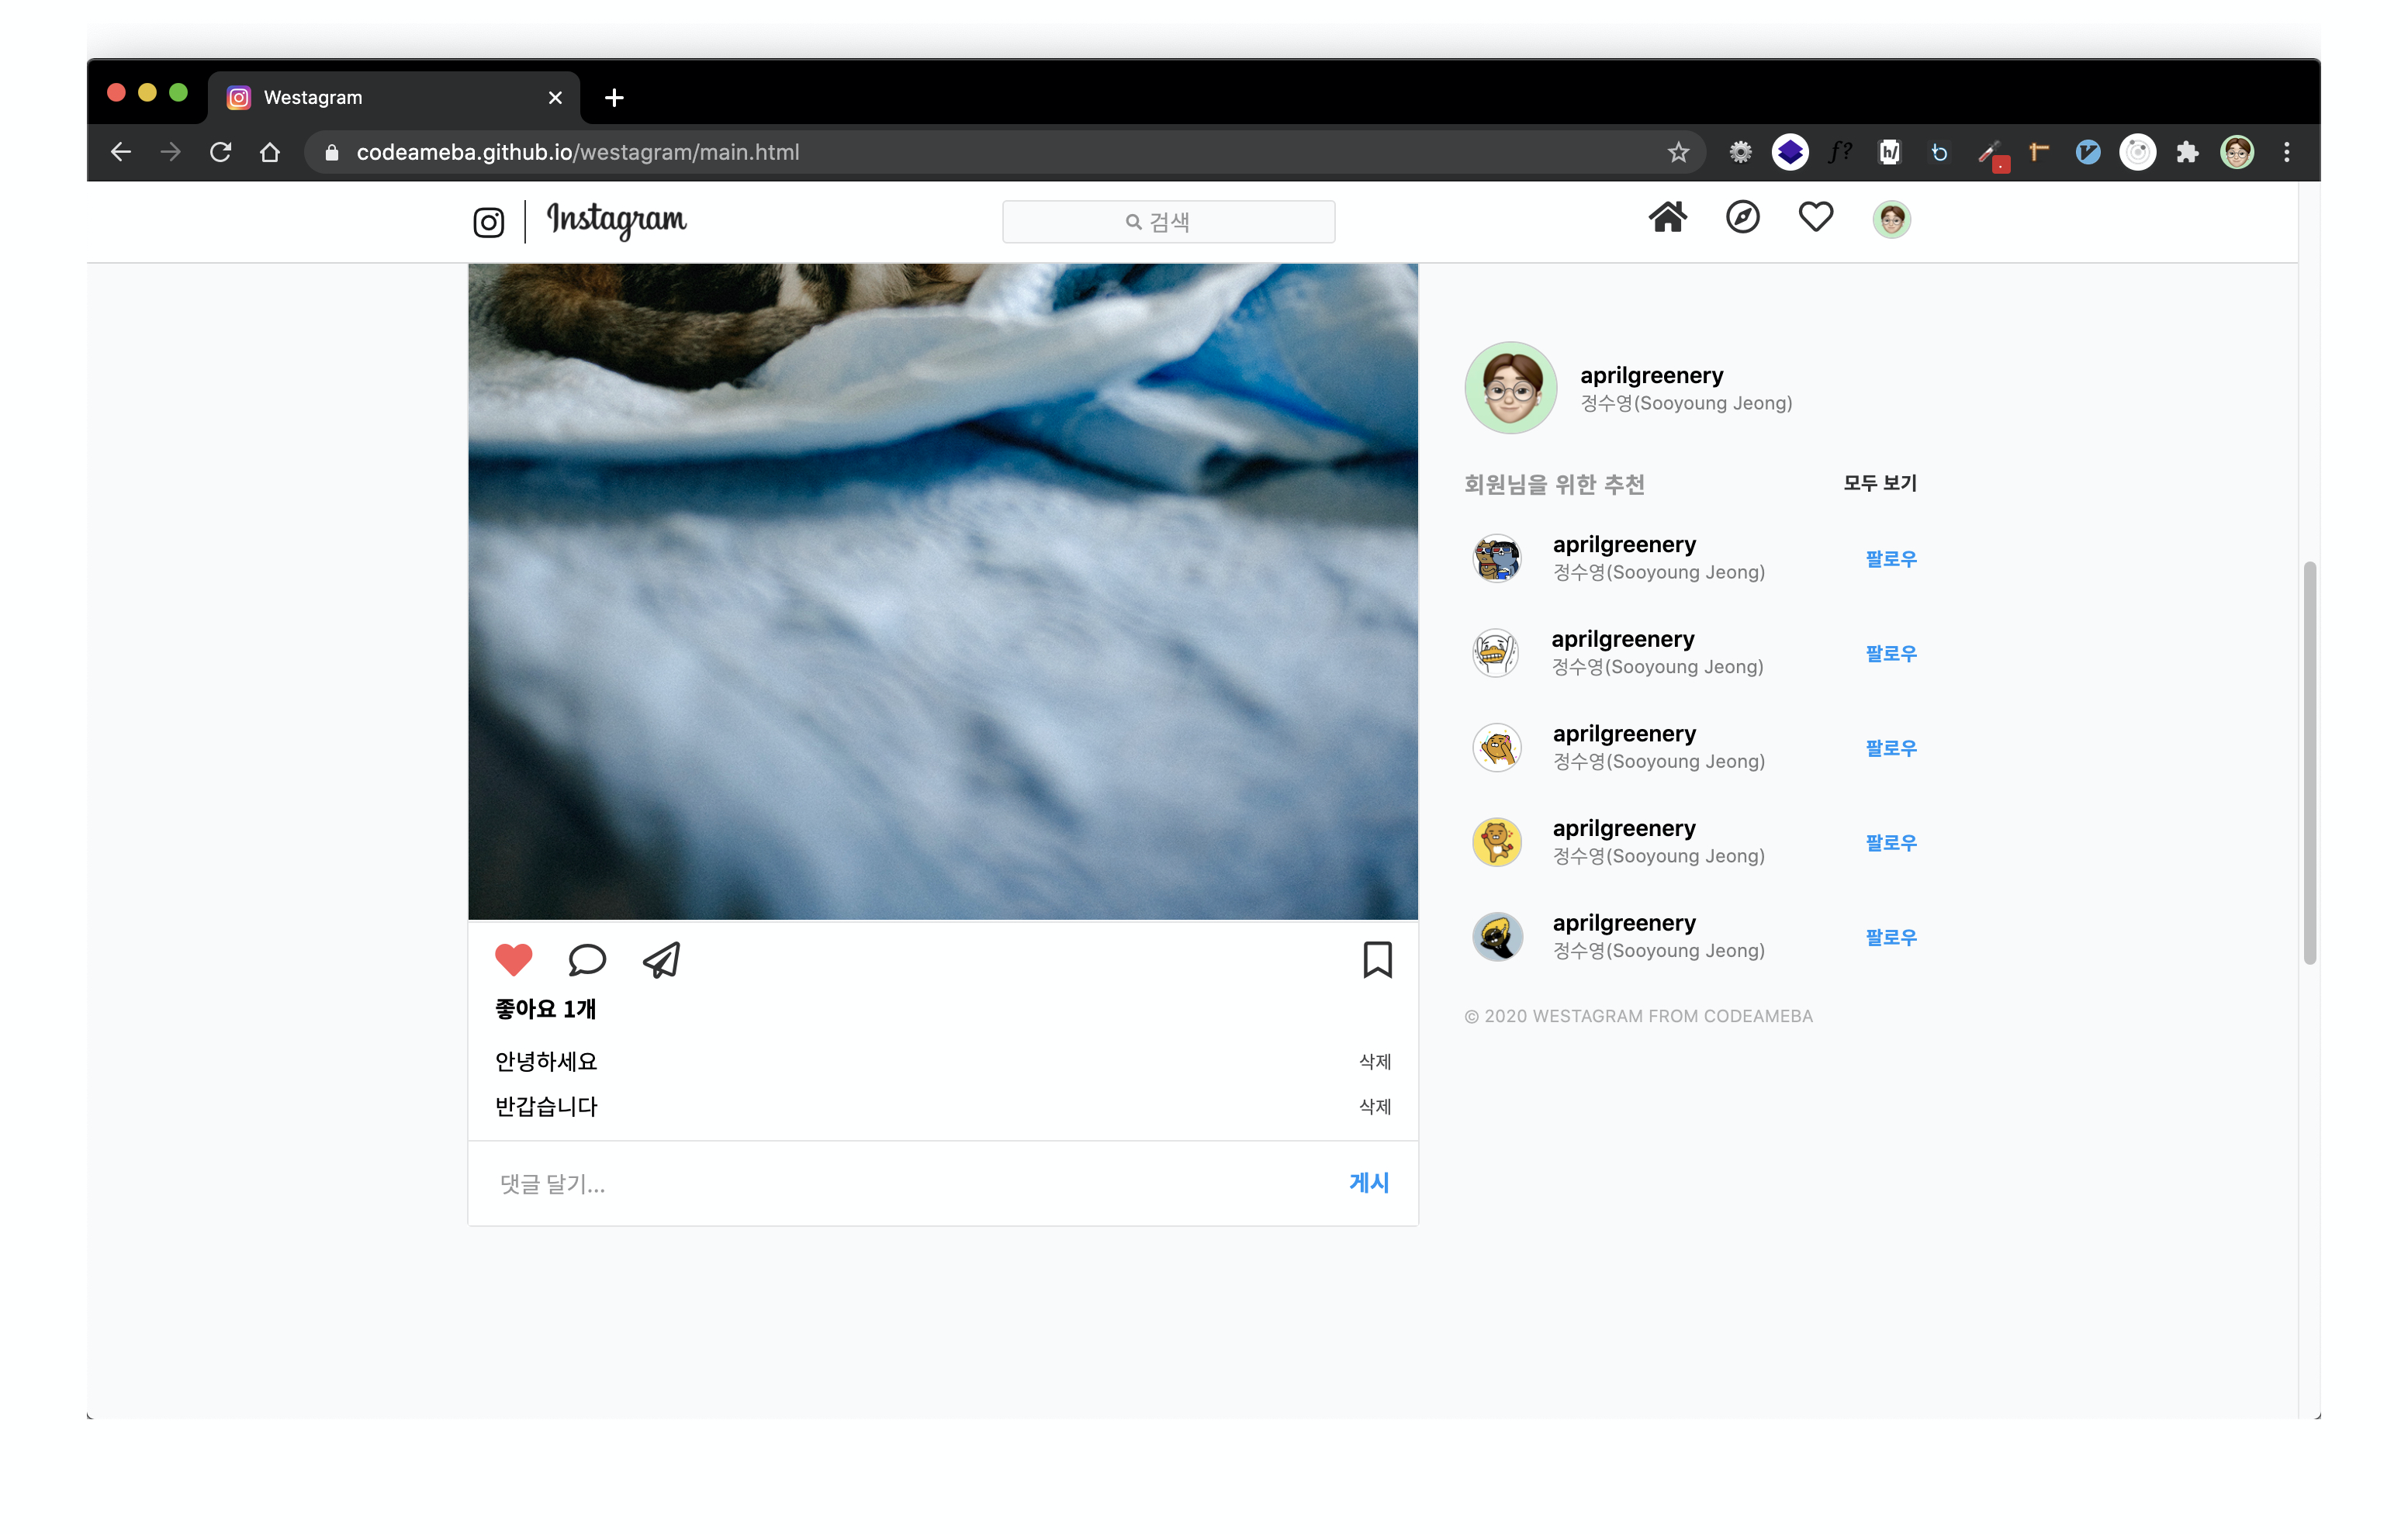 Westagram
codeameba.github.io/westagram/main.html
Instagram
검색
aprilgreenery
정수영(Sooyoung Jeong)
회원님을 위한 추천
모두 보기
aprilgreenery
정수영(Sooyoung Jeong)
팔로우
aprilgreenery
정수영(Sooyoung Jeong)
팔로우
aprilgreenery
정수영(Sooyoung Jeong)
팔로우
aprilgreenery
정수영(Sooyoung Jeong)
팔로우
aprilgreenery
정수영(Sooyoung Jeong)
팔로우
© 2020 WESTAGRAM FROM CODEAMEBA
좋아요 1개
안녕하세요
삭제
반갑습니다
삭제
댓글 달기...
게시